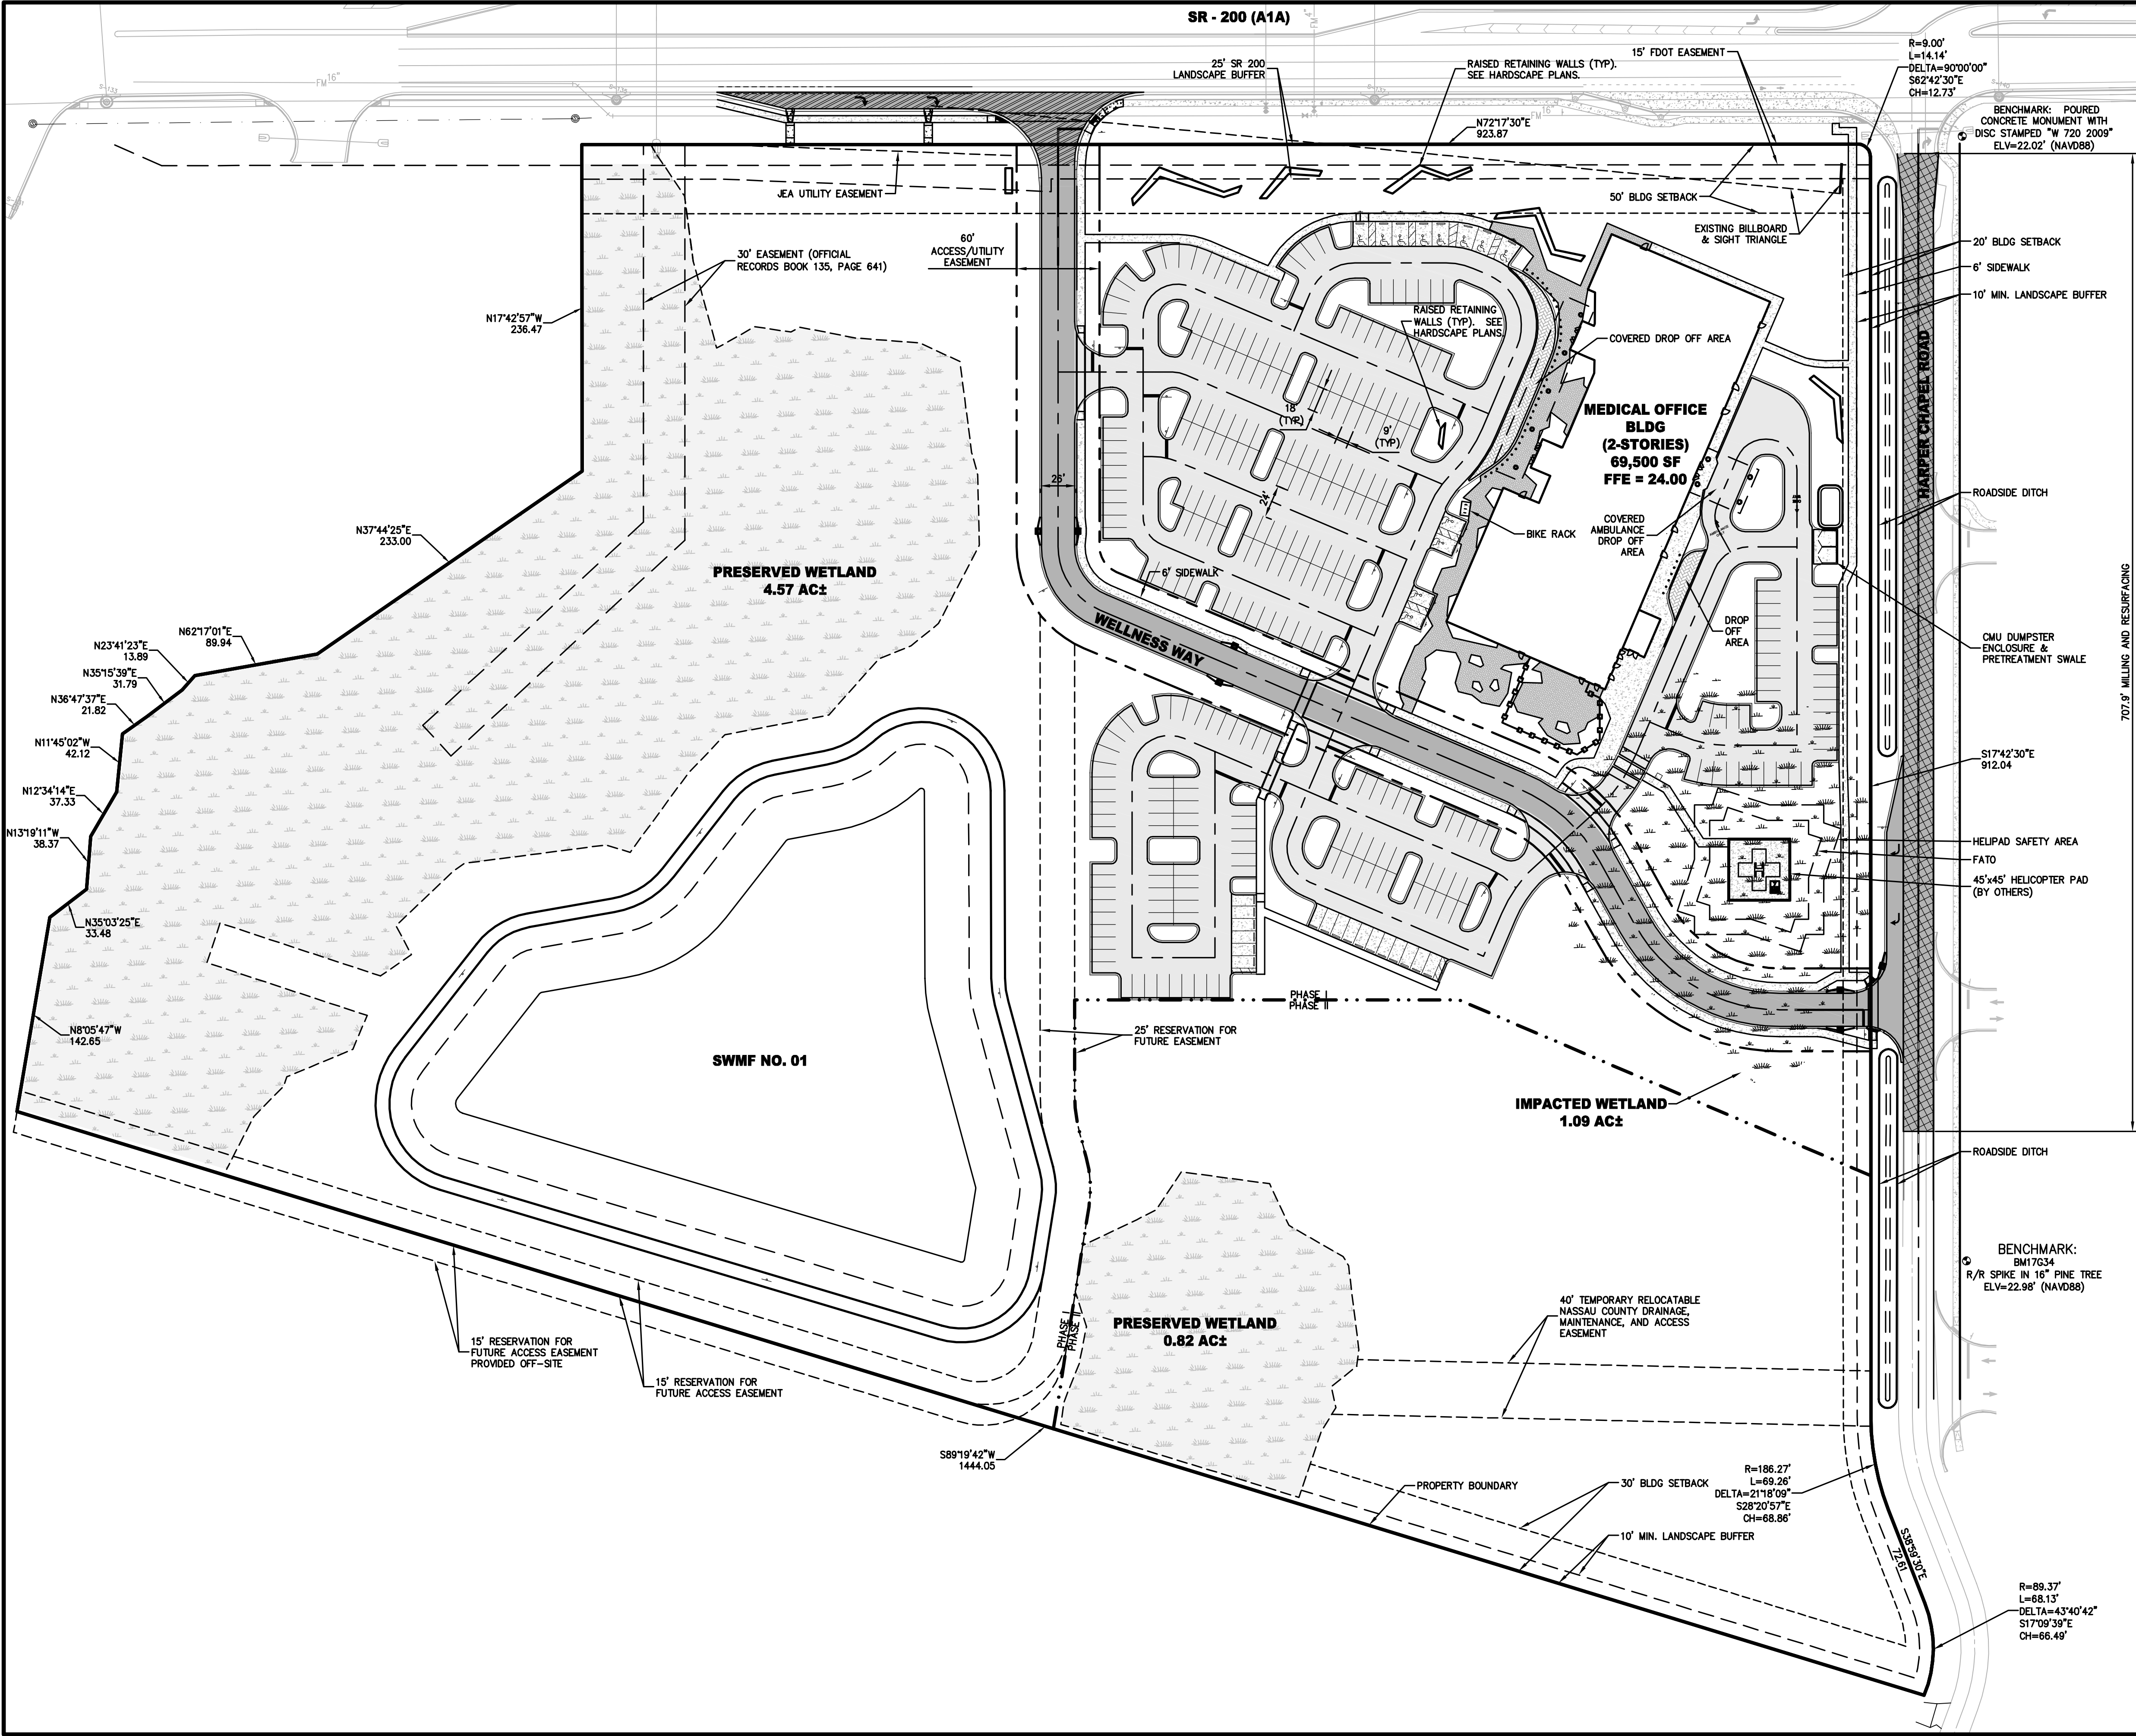 SR - 200 (A1A)
FM 4"
FM 16"
FM 16"
25' SR 200
LANDSCAPE BUFFER
RAISED RETAINING WALLS (TYP).
SEE HARDSCAPE PLANS.
15' FDOT EASEMENT
R=9.00'
L=14.14'
DELTA=90°00'00"
S62°42'30"E
CH=12.73'
BENCHMARK: POURED
CONCRETE MONUMENT WITH
DISC STAMPED "W 720 2009"
ELV=22.02' (NAVD88)
N72°17'30"E
923.87
JEA UTILITY EASEMENT
50' BLDG SETBACK
EXISTING BILLBOARD
& SIGHT TRIANGLE
20' BLDG SETBACK
6' SIDEWALK
10' MIN. LANDSCAPE BUFFER
30' EASEMENT (OFFICIAL
RECORDS BOOK 135, PAGE 641)
60'
ACCESS/UTILITY
EASEMENT
N17°42'57"W
236.47
RAISED RETAINING
WALLS (TYP). SEE
HARDSCAPE PLANS.
COVERED DROP OFF AREA
HARPER CHAPEL ROAD
18'
(TYP)
9'
(TYP)
MEDICAL OFFICE
BLDG
(2-STORIES)
69,500 SF
FFE = 24.00
26'
24'
ROADSIDE DITCH
N37°44'25"E
233.00
BIKE RACK
COVERED
AMBULANCE
DROP OFF
AREA
PRESERVED WETLAND
4.57 AC±
6' SIDEWALK
WELLNESS WAY
DROP
OFF
AREA
CMU DUMPSTER
ENCLOSURE &
PRETREATMENT SWALE
707.9' MILLING AND RESURFACING
N62°17'01"E
89.94
N23°41'23"E
13.89
N35°15'39"E
31.79
N36°47'37"E
21.82
N11°45'02"W
42.12
N12°34'14"E
37.33
N13°19'11"W
38.37
N35°03'25"E
33.48
N8°05'47"W
142.65
S17°42'30"E
912.04
HELIPAD SAFETY AREA
FATO
45'x45' HELICOPTER PAD
(BY OTHERS)
H
PHASE I
PHASE II
25' RESERVATION FOR
FUTURE EASEMENT
SWMF NO. 01
IMPACTED WETLAND
1.09 AC±
ROADSIDE DITCH
BENCHMARK:
BM17G34
R/R SPIKE IN 16" PINE TREE
ELV=22.98' (NAVD88)
40' TEMPORARY RELOCATABLE
NASSAU COUNTY DRAINAGE,
MAINTENANCE, AND ACCESS
EASEMENT
PRESERVED WETLAND
0.82 AC±
PHASE I
PHASE II
15' RESERVATION FOR
FUTURE ACCESS EASEMENT
PROVIDED OFF-SITE
15' RESERVATION FOR
FUTURE ACCESS EASEMENT
S89°19'42"W
1444.05
PROPERTY BOUNDARY
30' BLDG SETBACK
R=186.27'
L=69.26'
DELTA=21°18'09"
S28°20'57"E
CH=68.86'
10' MIN. LANDSCAPE BUFFER
S38°59'30"E
72.61
R=89.37'
L=68.13'
DELTA=43°40'42"
S17°09'39"E
CH=66.49'